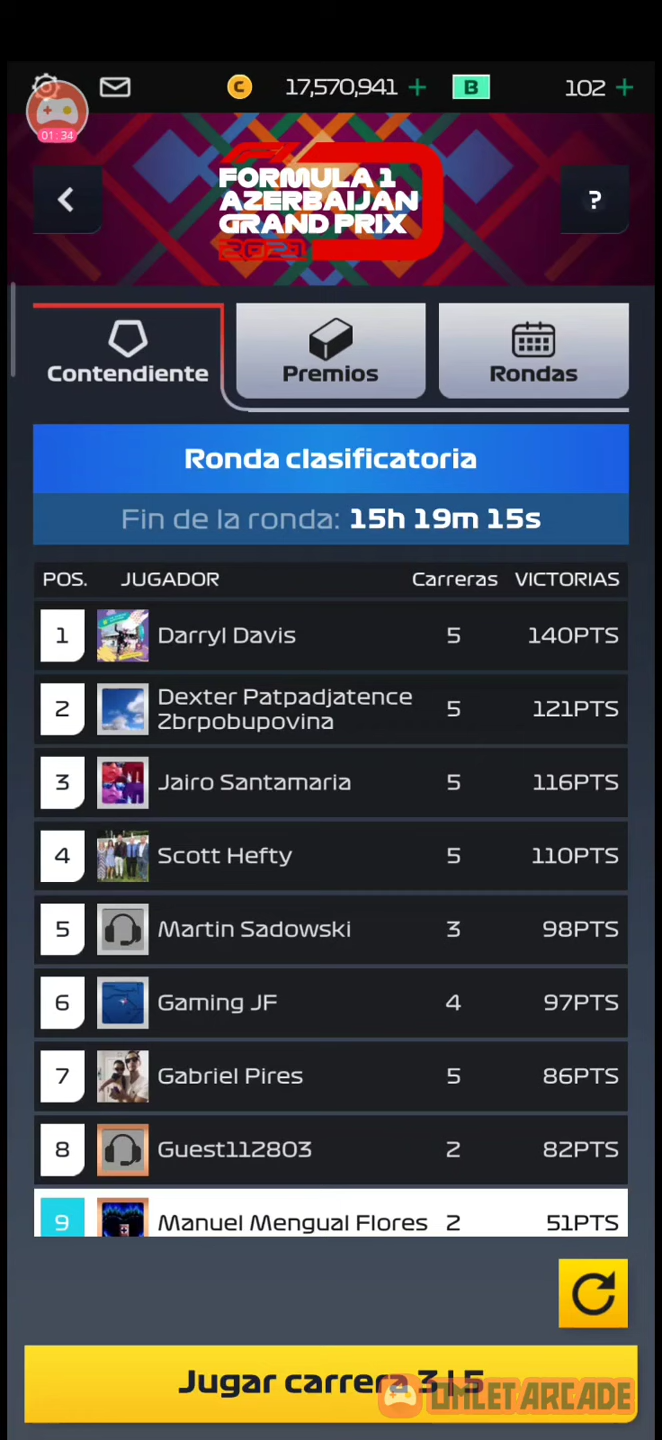 C 17,570,941 + B 102 +
01:34
FORMULA 1
AZERBAIJAN
GRAND PRIX
2021
?
Contendiente Premios Rondas
Ronda clasificatoria
Fin de la ronda: 15h 19m 15s
POS. JUGADOR Carreras VICTORIAS
1 Darryl Davis 5 140PTS
2 Dexter Patpadjatence 5 121PTS
Zbrpobupovina
3 Jairo Santamaria 5 116PTS
4 Scott Hefty 5 110PTS
5 Martin Sadowski 3 98PTS
6 Gaming JF 4 97PTS
7 Gabriel Pires 5 86PTS
8 Guest112803 2 82PTS
9 Manuel Mengual Flores 2 51PTS
Jugar carrera 3 | 5
OMLET ARCADE